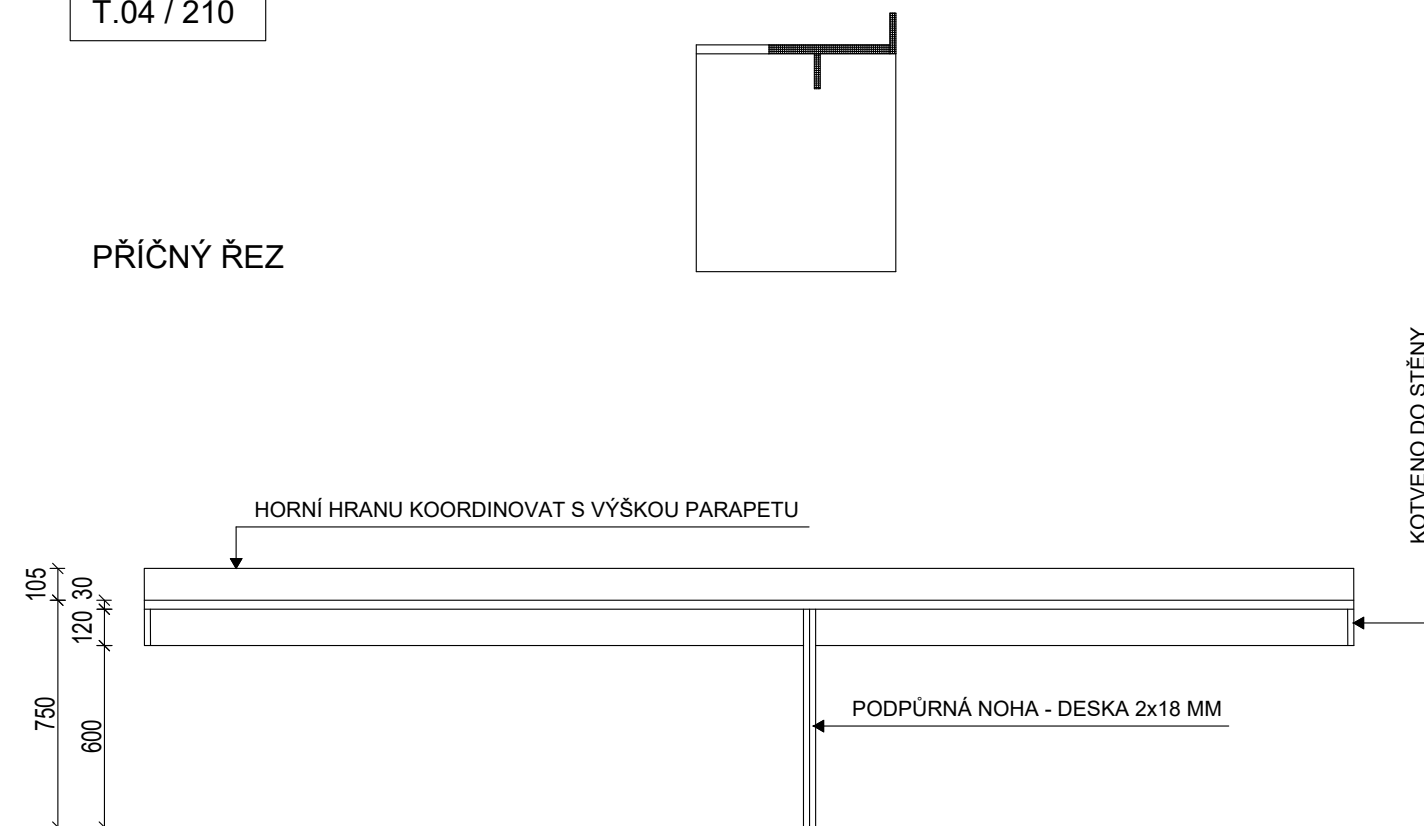 T.04 / 210
PŘÍČNÝ ŘEZ
KOTVENO DO STĚNY
HORNÍ HRANU KOORDINOVAT S VÝŠKOU PARAPETU
105
30
120
750
600
PODPŮRNÁ NOHA - DESKA 2x18 MM